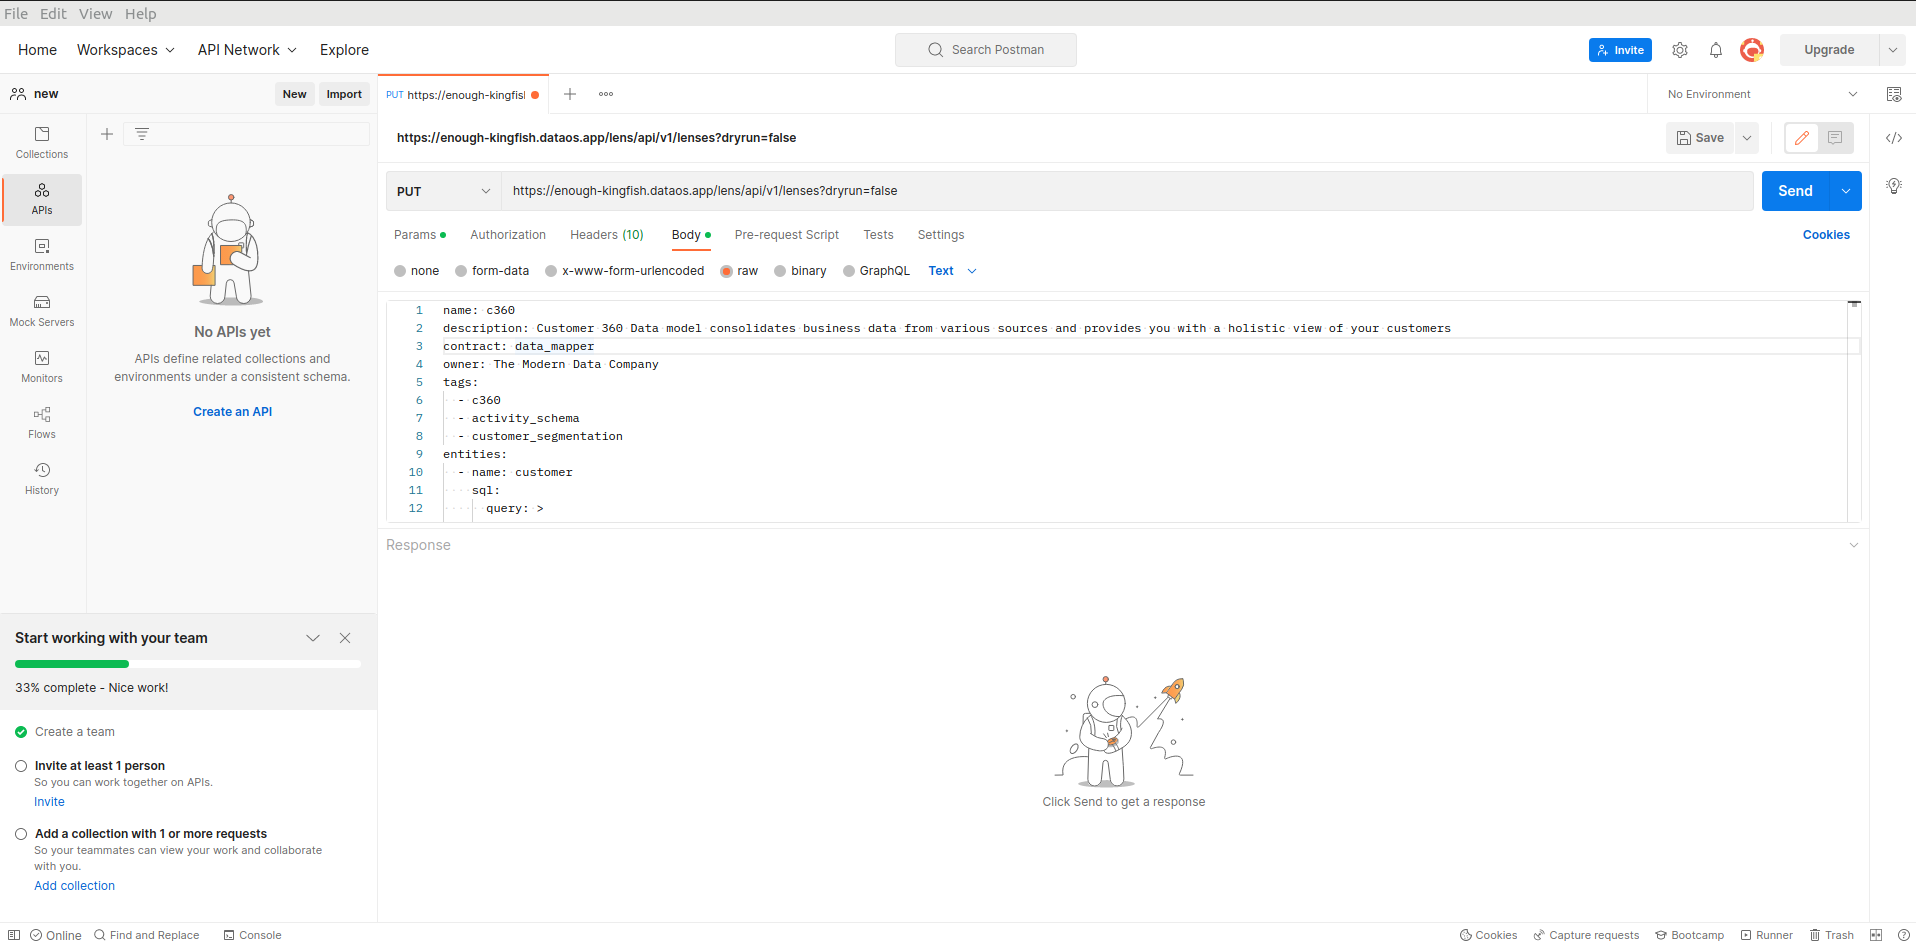 File Edit View Help
Home Workspaces API Network Explore Search Postman Invite Upgrade
new New Import PUT https://enough-kingfis No Environment
https://enough-kingfish.dataos.app/lens/api/v1/lenses?dryrun=false Save
PUT https://enough-kingfish.dataos.app/lens/api/v1/lenses?dryrun=false Send
Params Authorization Headers (10) Body Pre-request Script Tests Settings Cookies
none form-data x-www-form-urlencoded raw binary GraphQL Text
Collections
APIs
Environments
Mock Servers
Monitors
Flows
History
No APIs yet
APIs define related collections and
environments under a consistent schema.
Create an API
1 name: c360
2 description: Customer 360 Data model consolidates business data from various sources and provides you with a holistic view of your customers
3 contract: data_mapper
4 owner: The Modern Data Company
5 tags:
6 - c360
7 - activity_schema
8 - customer_segmentation
9 entities:
10 - name: customer
11 sql:
12 query: >
Response
Click Send to get a response
Start working with your team
33% complete - Nice work!
Create a team
Invite at least 1 person
So you can work together on APIs.
Invite
Add a collection with 1 or more requests
So your teammates can view your work and collaborate
with you.
Add collection
Online Find and Replace Console Cookies Capture requests Bootcamp Runner Trash